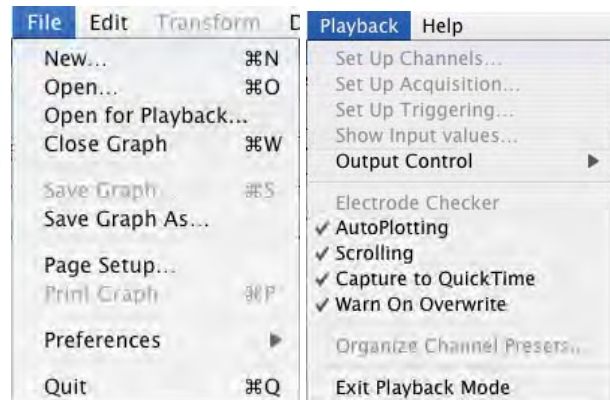 File Edit Transform D
New... ⌘N
Open... ⌘O
Open for Playback...
Close Graph ⌘W
Save Graph ⌘S
Save Graph As...
Page Setup...
Print Graph ⌘P
Preferences
Quit ⌘Q
Playback Help
Set Up Channels...
Set Up Acquisition...
Set Up Triggering...
Show Input values...
Output Control
Electrode Checker
✓ AutoPlotting
✓ Scrolling
✓ Capture to QuickTime
✓ Warn On Overwrite
Organize Channel Presets...
Exit Playback Mode